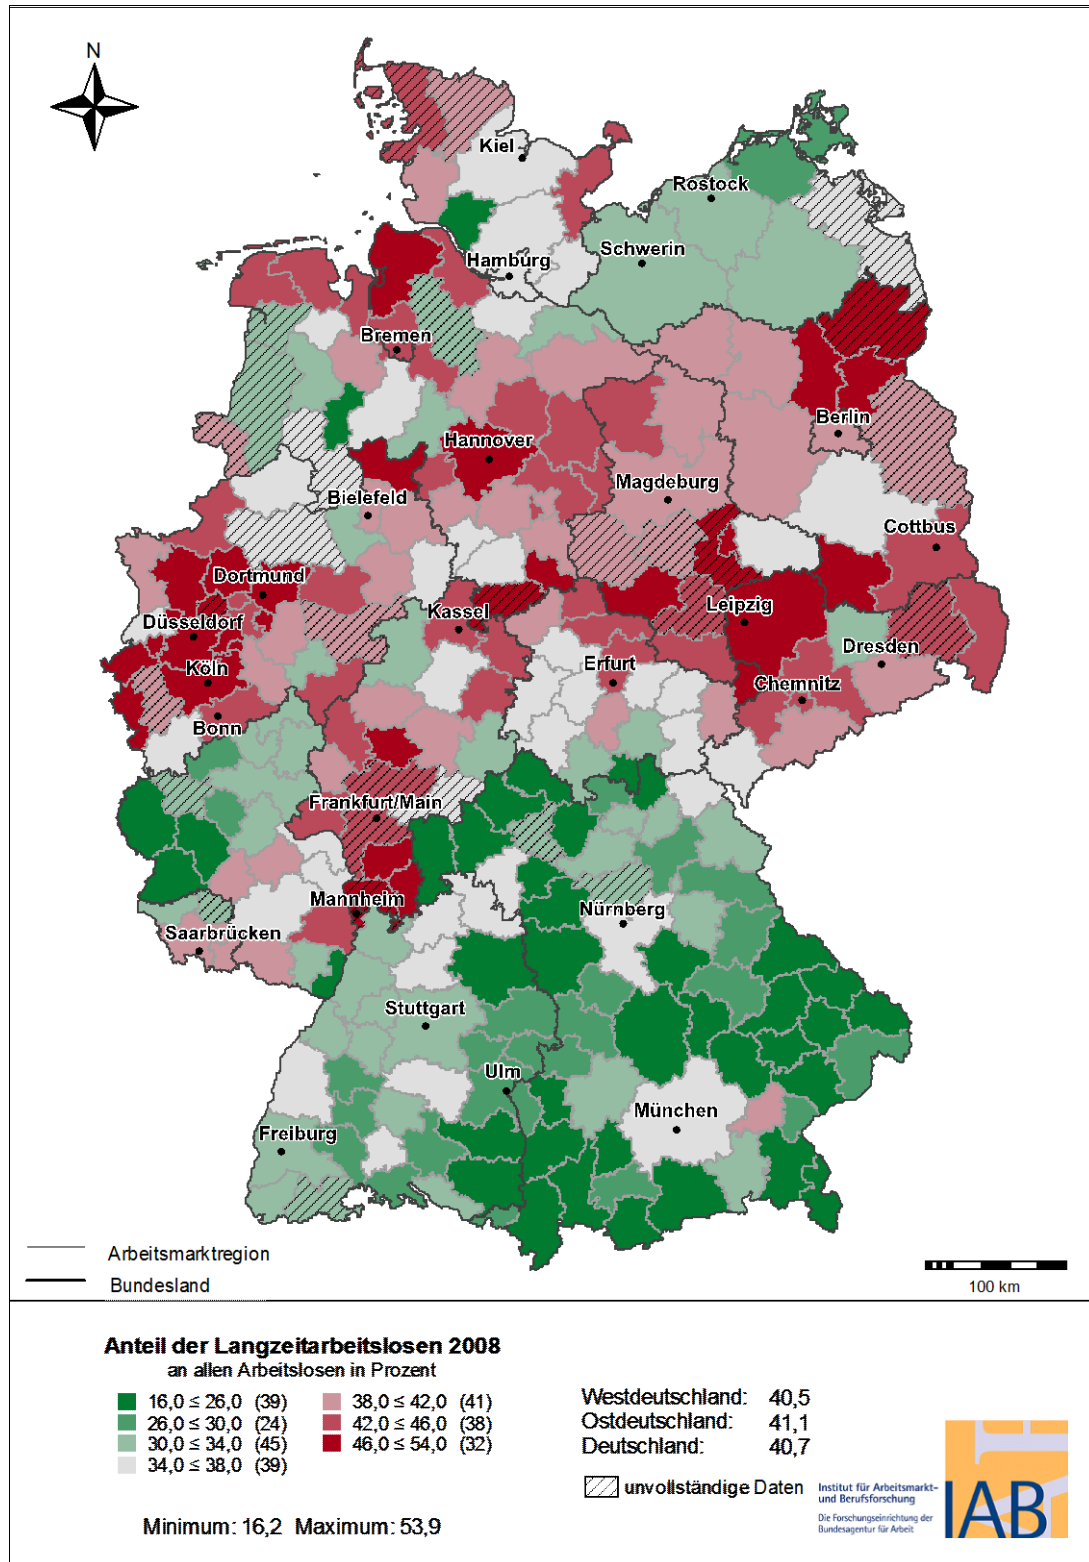 N
Kiel
Rostock
Schwerin
Hamburg
Bremen
Berlin
Hannover
Magdeburg
Bielefeld
Cottbus
Dortmund
Kassel
Leipzig
Düsseldorf
Dresden
Köln
Erfurt
Chemnitz
Bonn
Frankfurt/Main
Mannheim
Nürnberg
Saarbrücken
Stuttgart
Ulm
München
Freiburg
Arbeitsmarktregion
Bundesland
100 km
Anteil der Langzeitarbeitslosen 2008
an allen Arbeitslosen in Prozent
16,0 ≤ 26,0 (39)
26,0 ≤ 30,0 (24)
30,0 ≤ 34,0 (45)
34,0 ≤ 38,0 (39)
38,0 ≤ 42,0 (41)
42,0 ≤ 46,0 (38)
46,0 ≤ 54,0 (32)
Minimum: 16,2 Maximum: 53,9
Westdeutschland: 40,5
Ostdeutschland: 41,1
Deutschland: 40,7
unvollständige Daten
Institut für Arbeitsmarkt-
und Berufsforschung
Die Forschungseinrichtung der
Bundesagentur für Arbeit
IAB